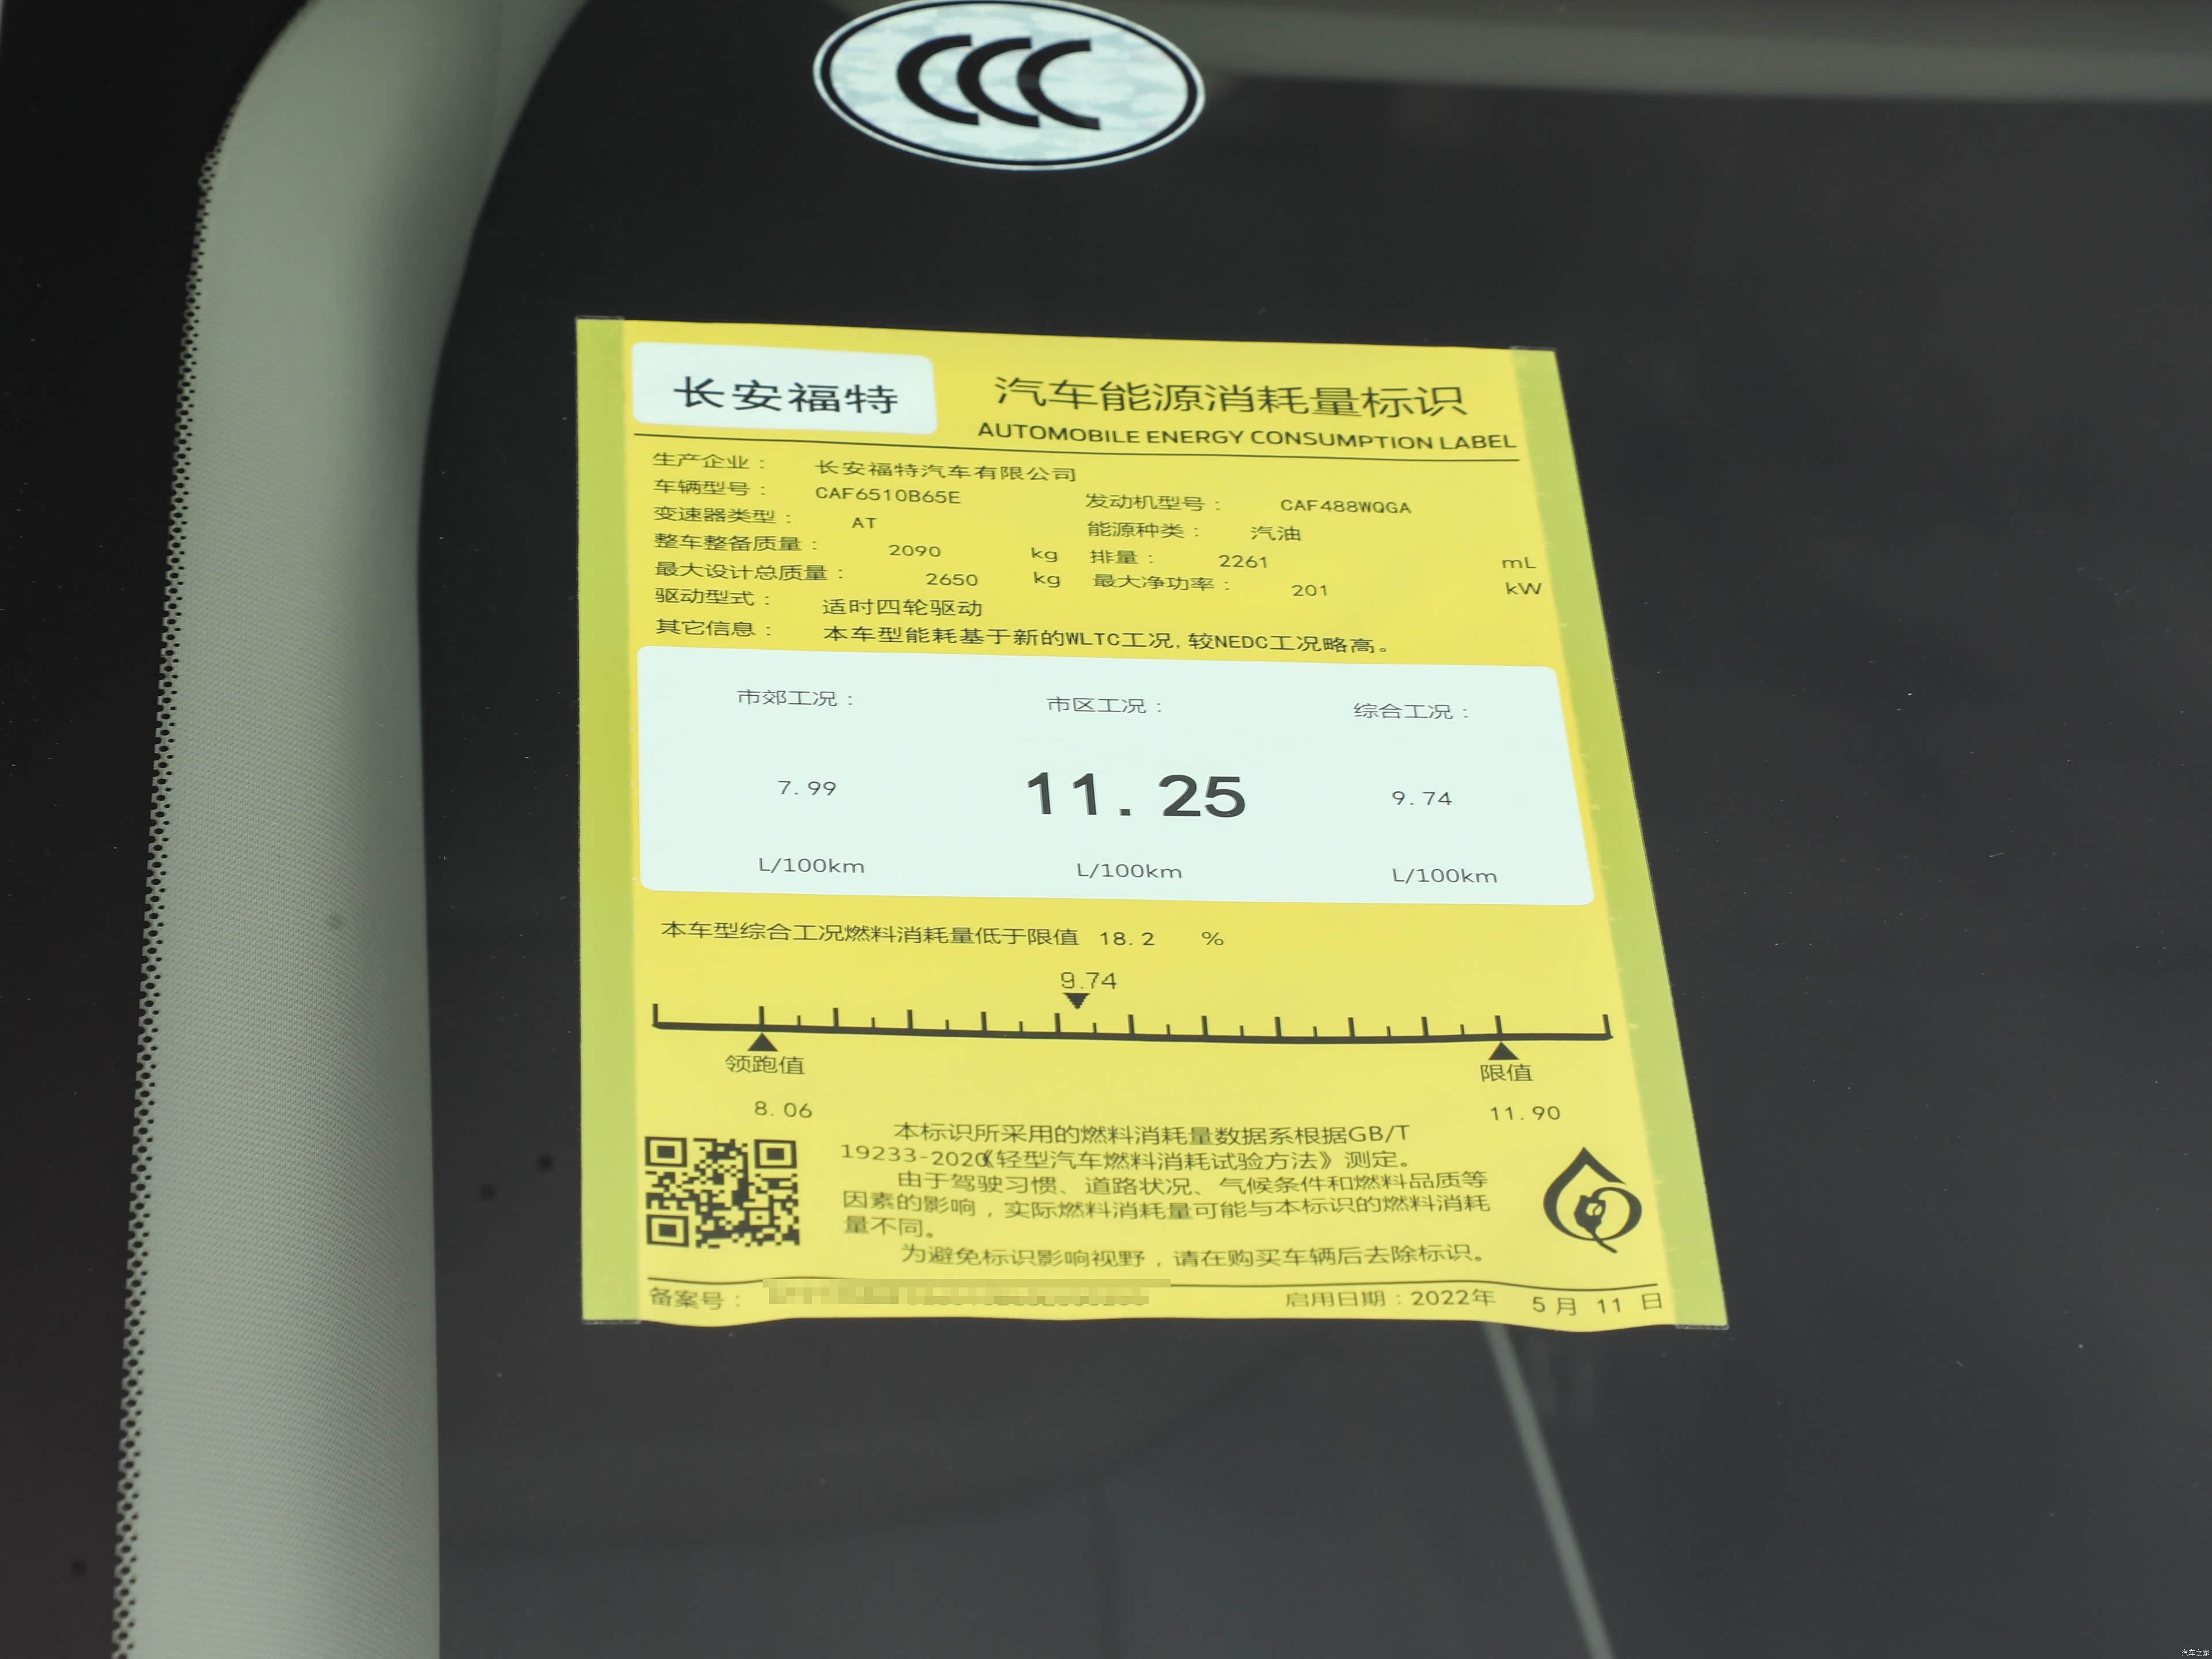 CCC
长安福特
汽车能源消耗量标识
AUTOMOBILE ENERGY CONSUMPTION LABEL
生产企业： 长安福特汽车有限公司
车辆型号： CAF6510B65E 发动机型号： CAF488WQGA
变速器类型： AT 能源种类： 汽油
整车整备质量： 2090 kg 排量： 2261 mL
最大设计总质量： 2650 kg 最大净功率： 201 kW
驱动型式： 适时四轮驱动
其它信息： 本车型能耗基于新的WLTC工况,较NEDC工况略高。
市郊工况： 市区工况： 综合工况：
7.99 11.25 9.74
L/100km L/100km L/100km
本车型综合工况燃料消耗量低于限值 18.2 %
9.74
领跑值 限值
8.06 11.90
本标识所采用的燃料消耗量数据系根据GB/T
19233-2020《轻型汽车燃料消耗试验方法》测定。
由于驾驶习惯、道路状况、气候条件和燃料品质等
因素的影响，实际燃料消耗量可能与本标识的燃料消耗
量不同。
为避免标识影响视野，请在购买车辆后去除标识。
备案号： 启用日期：2022年 5月 11 日
汽车之家